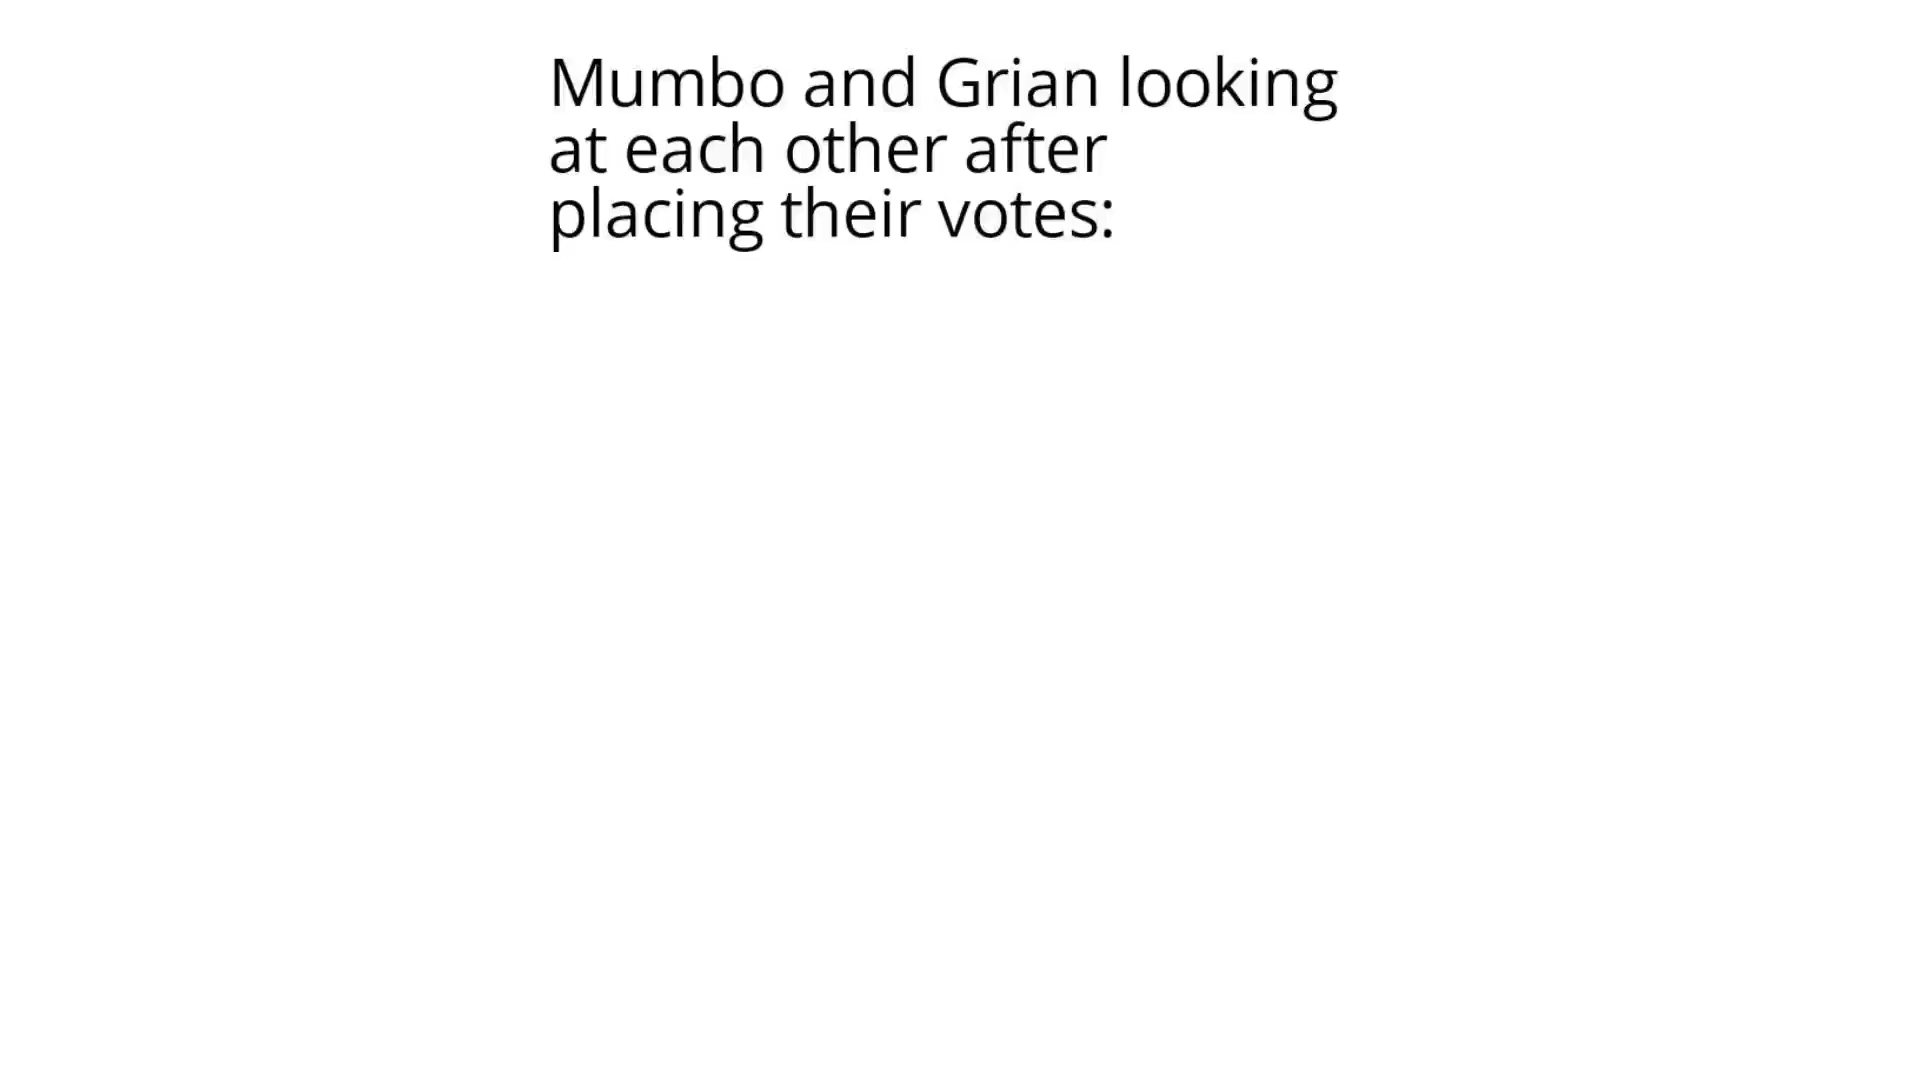 Mumbo and Grian looking
at each other after
placing their votes: